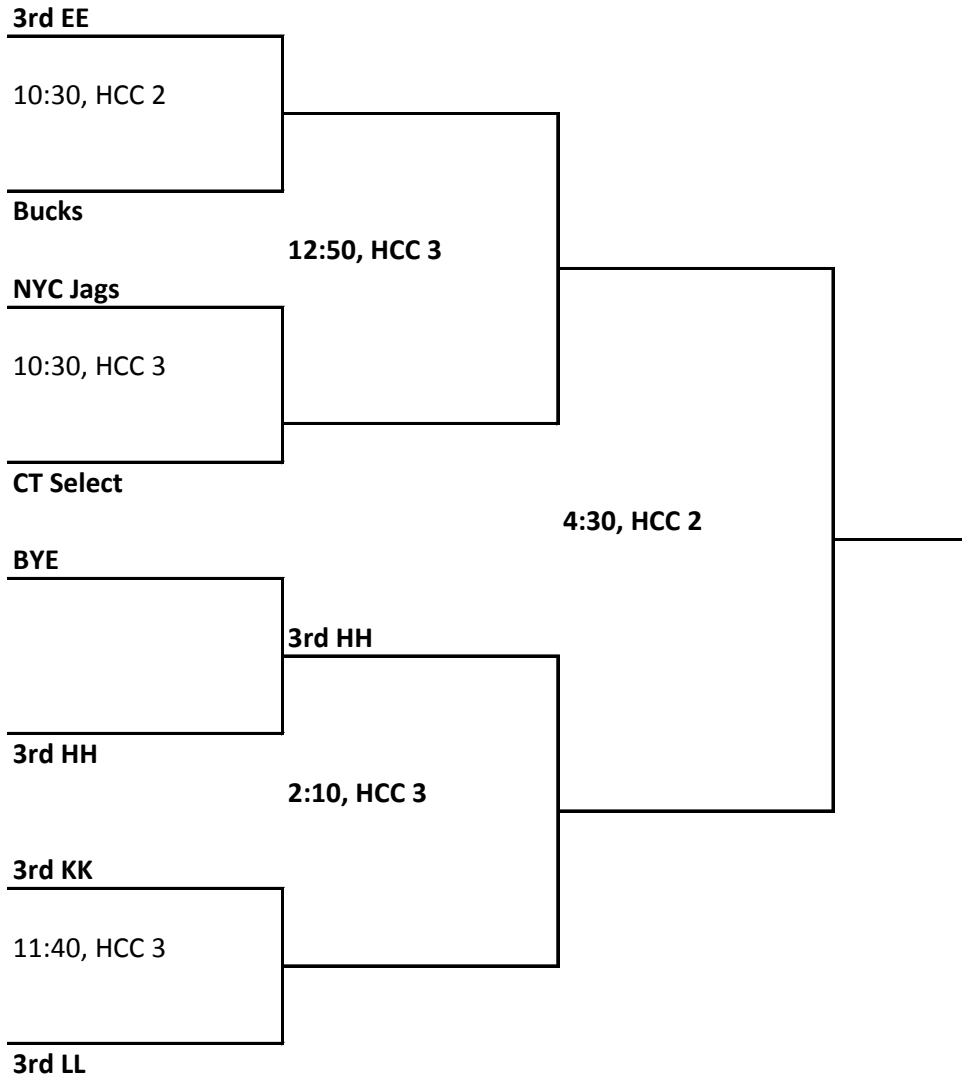 3rd EE
10:30, HCC 2
Bucks
12:50, HCC 3
NYC Jags
10:30, HCC 3
CT Select
4:30, HCC 2
BYE
3rd HH
3rd HH
2:10, HCC 3
3rd KK
11:40, HCC 3
3rd LL